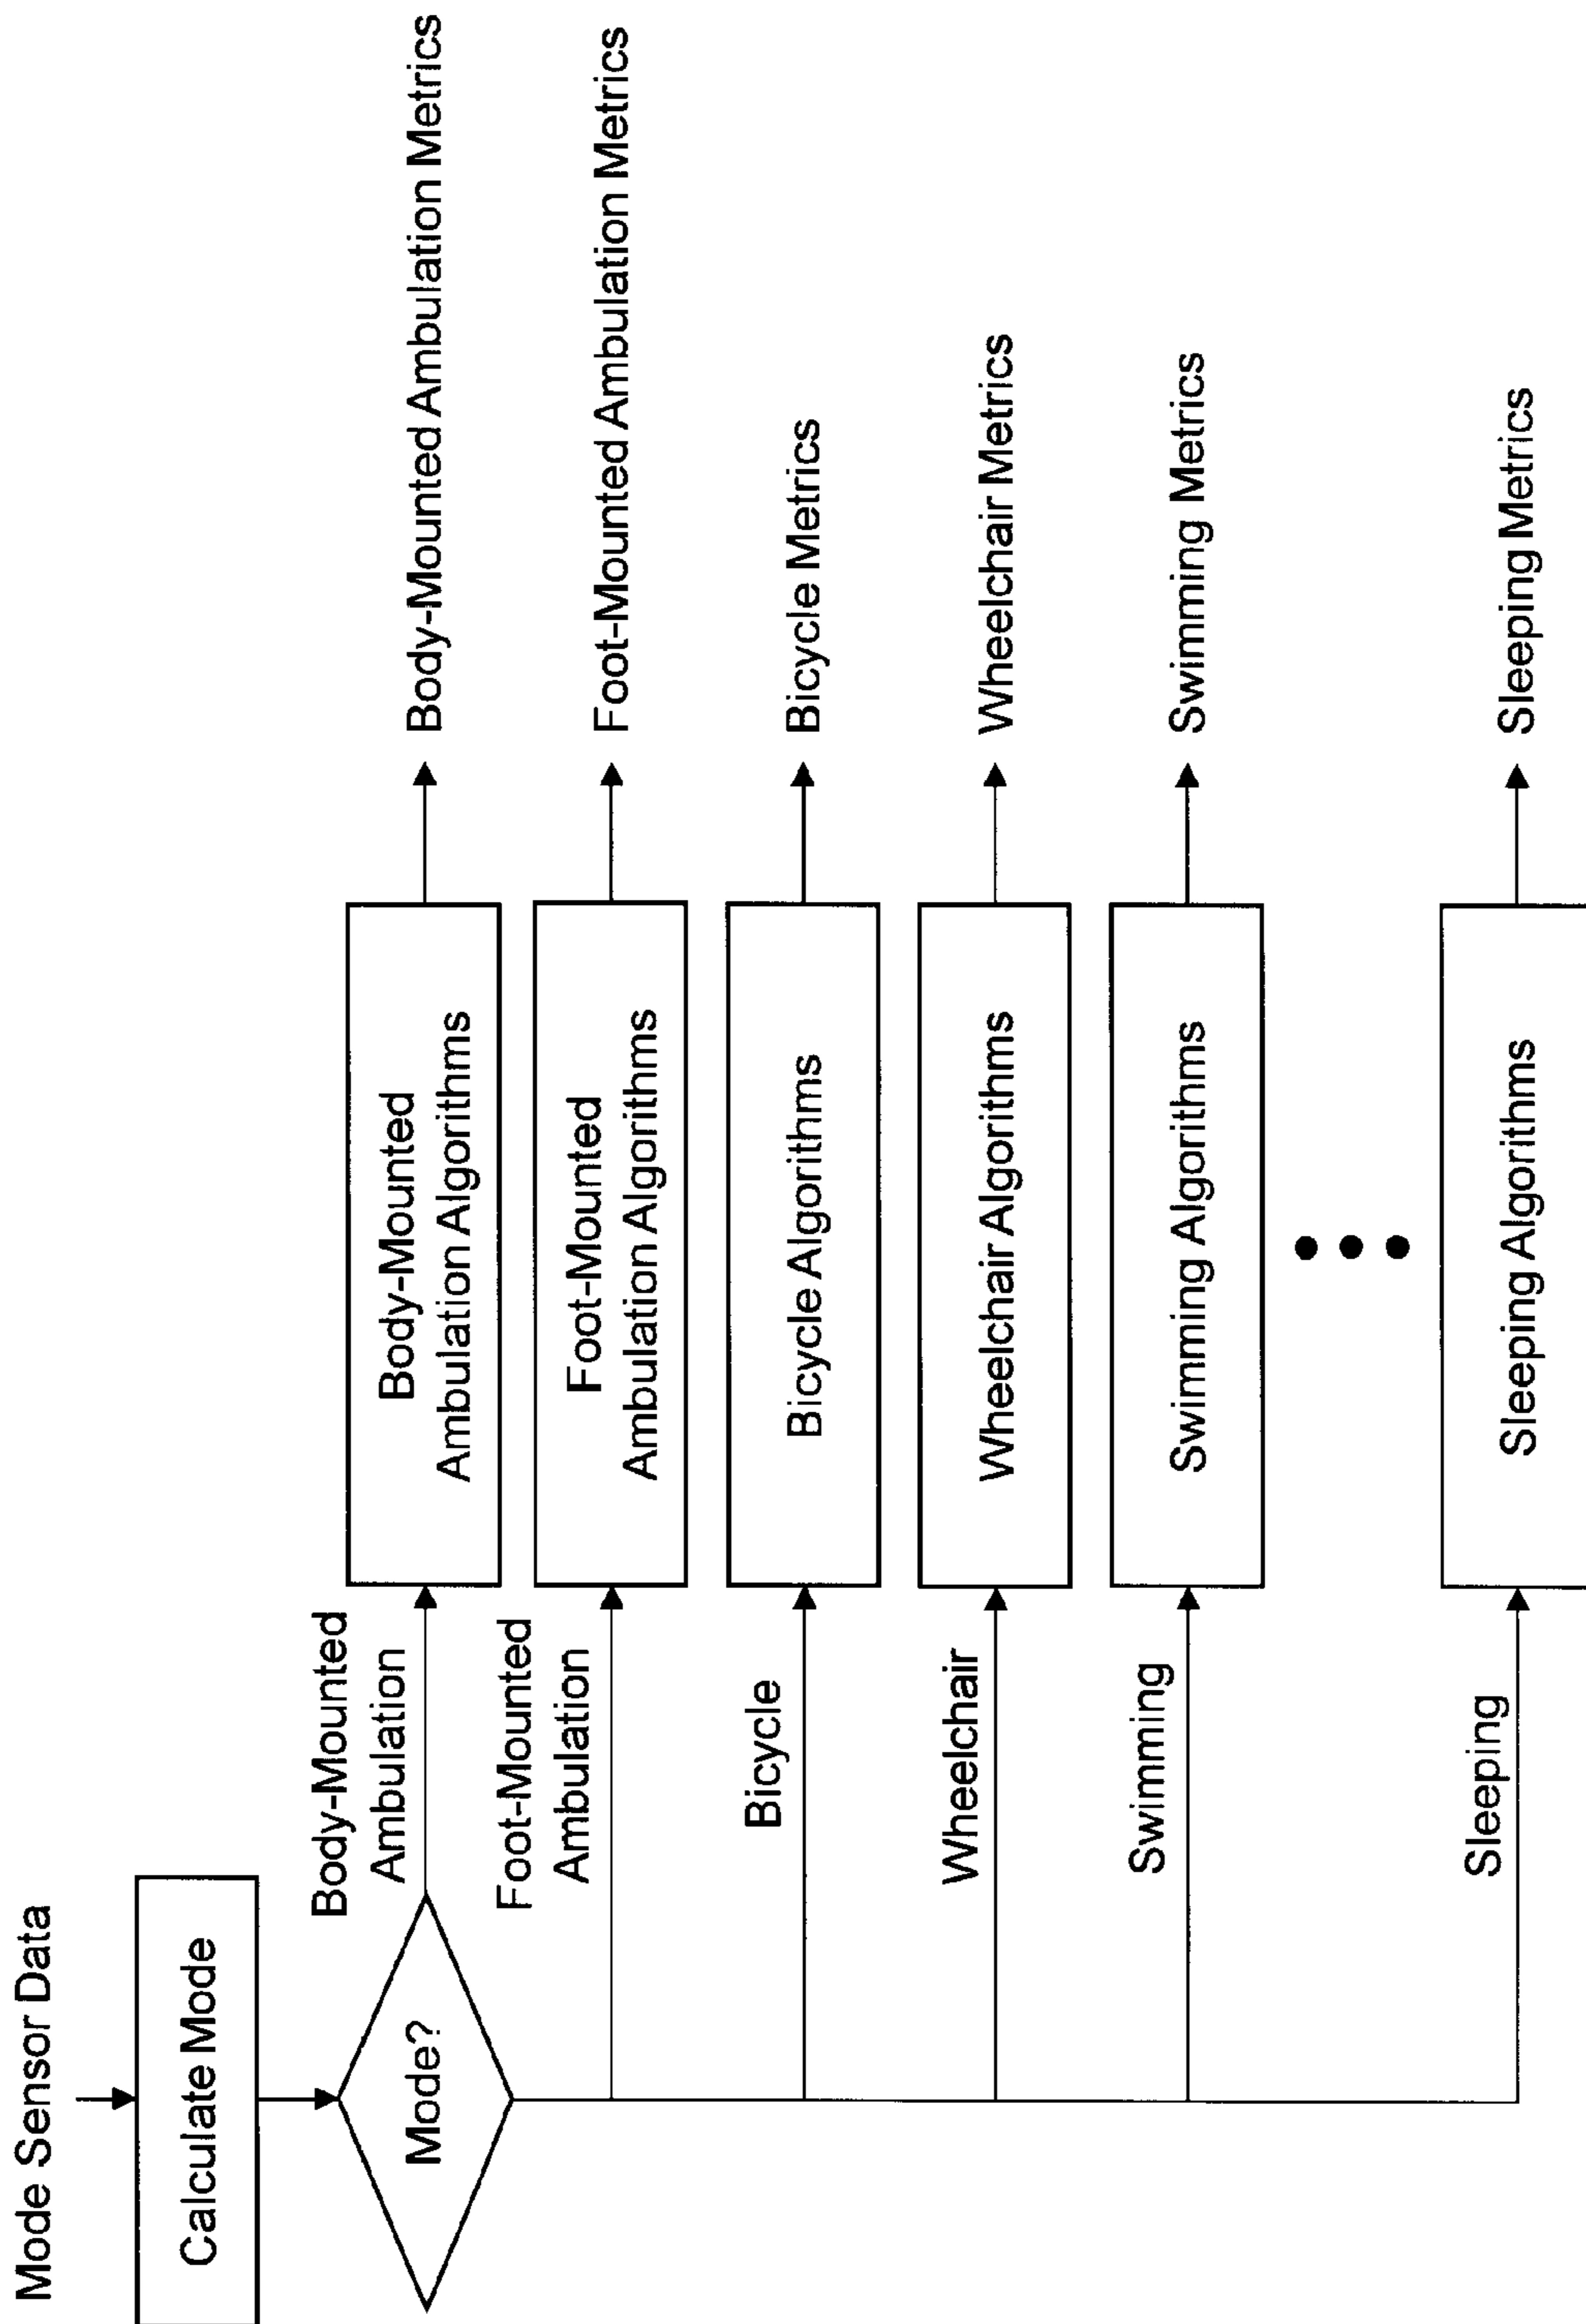 Mode Sensor Data
Calculate Mode
Mode?
Body-Mounted
Ambulation
Body-Mounted
Ambulation Algorithms
Body-Mounted Ambulation Metrics
Foot-Mounted
Ambulation
Foot-Mounted
Ambulation Algorithms
Foot-Mounted Ambulation Metrics
Bicycle
Bicycle Algorithms
Bicycle Metrics
Wheelchair
Wheelchair Algorithms
Wheelchair Metrics
Swimming
Swimming Algorithms
Swimming Metrics
Sleeping
Sleeping Algorithms
Sleeping Metrics